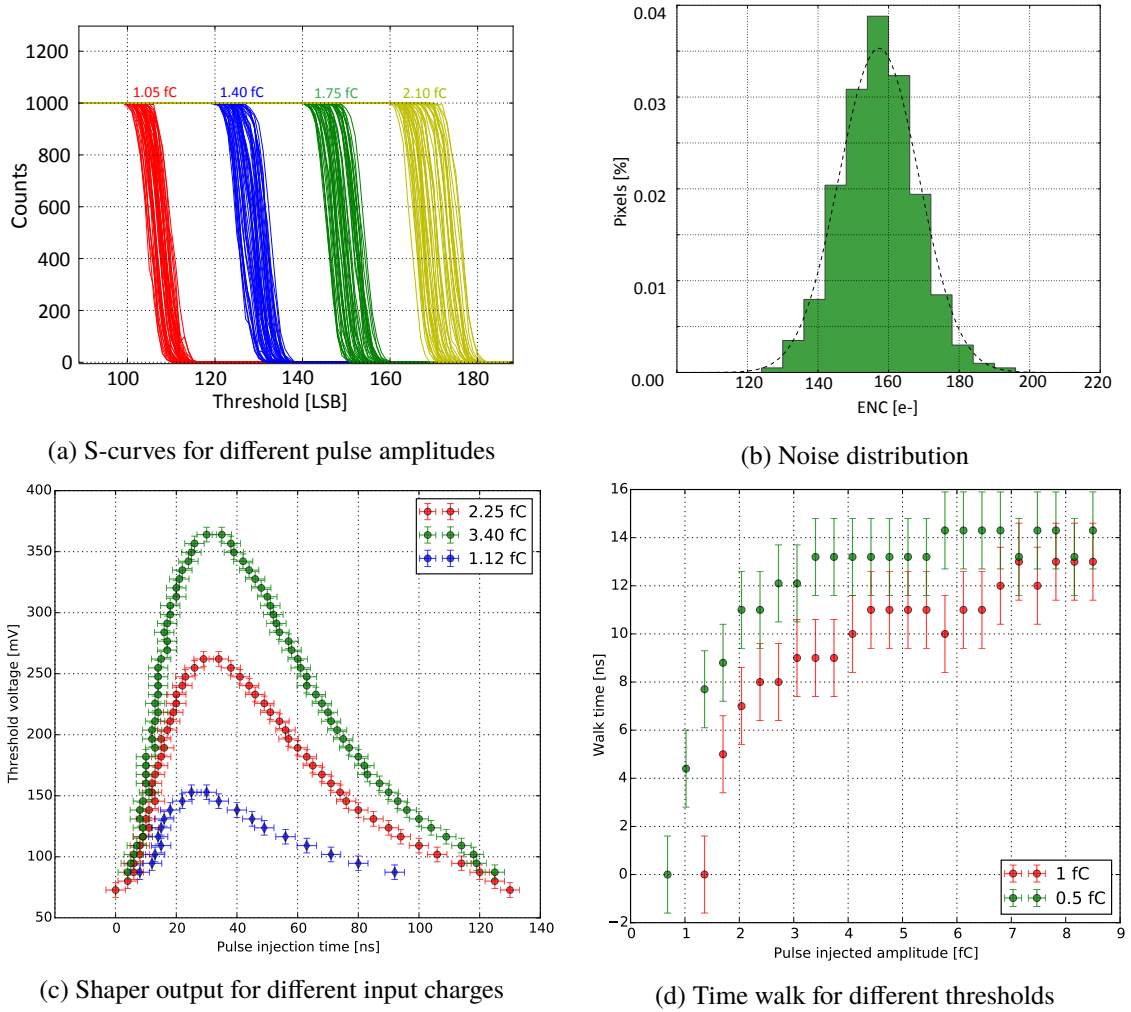 1200
1000
800
600
400
200
0
Counts
1.05 fC
1.40 fC
1.75 fC
2.10 fC
100
120
140
160
180
Threshold [LSB]
(a) S-curves for different pulse amplitudes
0.04
0.03
0.02
0.01
0.00
Pixels [%]
120
140
160
180
200
220
ENC [e-]
(b) Noise distribution
400
350
300
250
200
150
100
50
Threshold voltage [mV]
2.25 fC
3.40 fC
1.12 fC
0
20
40
60
80
100
120
140
Pulse injection time [ns]
(c) Shaper output for different input charges
16
14
12
10
8
6
4
2
0
−2
Walk time [ns]
1 fC
0.5 fC
0
1
2
3
4
5
6
7
8
9
Pulse injected amplitude [fC]
(d) Time walk for different thresholds